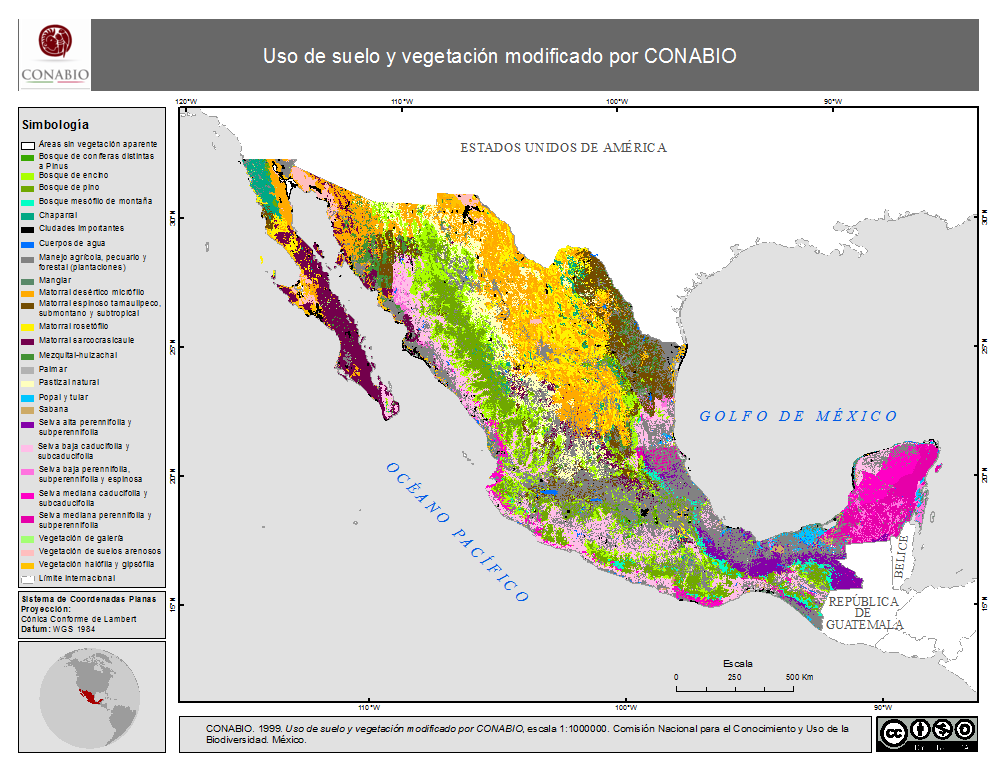 CONABIO
Uso de suelo y vegetación modificado por CONABIO
Simbología
Áreas sin vegetación aparente
Bosque de coníferas distintas
a Pinus
Bosque de encino
Bosque de pino
Bosque mesófilo de montaña
Chaparral
Ciudades importantes
Cuerpos de agua
Manejo agrícola, pecuario y
forestal (plantaciones)
Manglar
Matorral desértico micrófilo
Matorral espinoso tamaulipeco,
submontano y subtropical
Matorral rosetófilo
Matorral sarcocrasicaule
Mezquital-huizachal
Palmar
Pastizal natural
Popal y tular
Sabana
Selva alta perennifolia y
subperennifolia
Selva baja caducifolia y
subcaducifolia
Selva baja perennifolia,
subperennifolia y espinosa
Selva mediana caducifolia y
subcaducifolia
Selva mediana perennifolia y
subperennifolia
Vegetación de galería
Vegetación de suelos arenosos
Vegetación halófila y gipsófila
Límite internacional
Sistema de Coordenadas Planas
Proyección:
Cónica Conforme de Lambert
Datum: WGS 1984
120°W
110°W
100°W
90°W
30°N
25°N
20°N
15°N
30°N
25°N
20°N
15°N
110°W
100°W
90°W
ESTADOS UNIDOS DE AMÉRICA
GOLFO DE MÉXICO
OCÉANO PACÍFICO
BELICE
REPÚBLICA
DE
GUATEMALA
Escala
0 250 500 Km
CONABIO. 1999. Uso de suelo y vegetación modificado por CONABIO, escala 1:1000000. Comisión Nacional para el Conocimiento y Uso de la
Biodiversidad. México.
cc